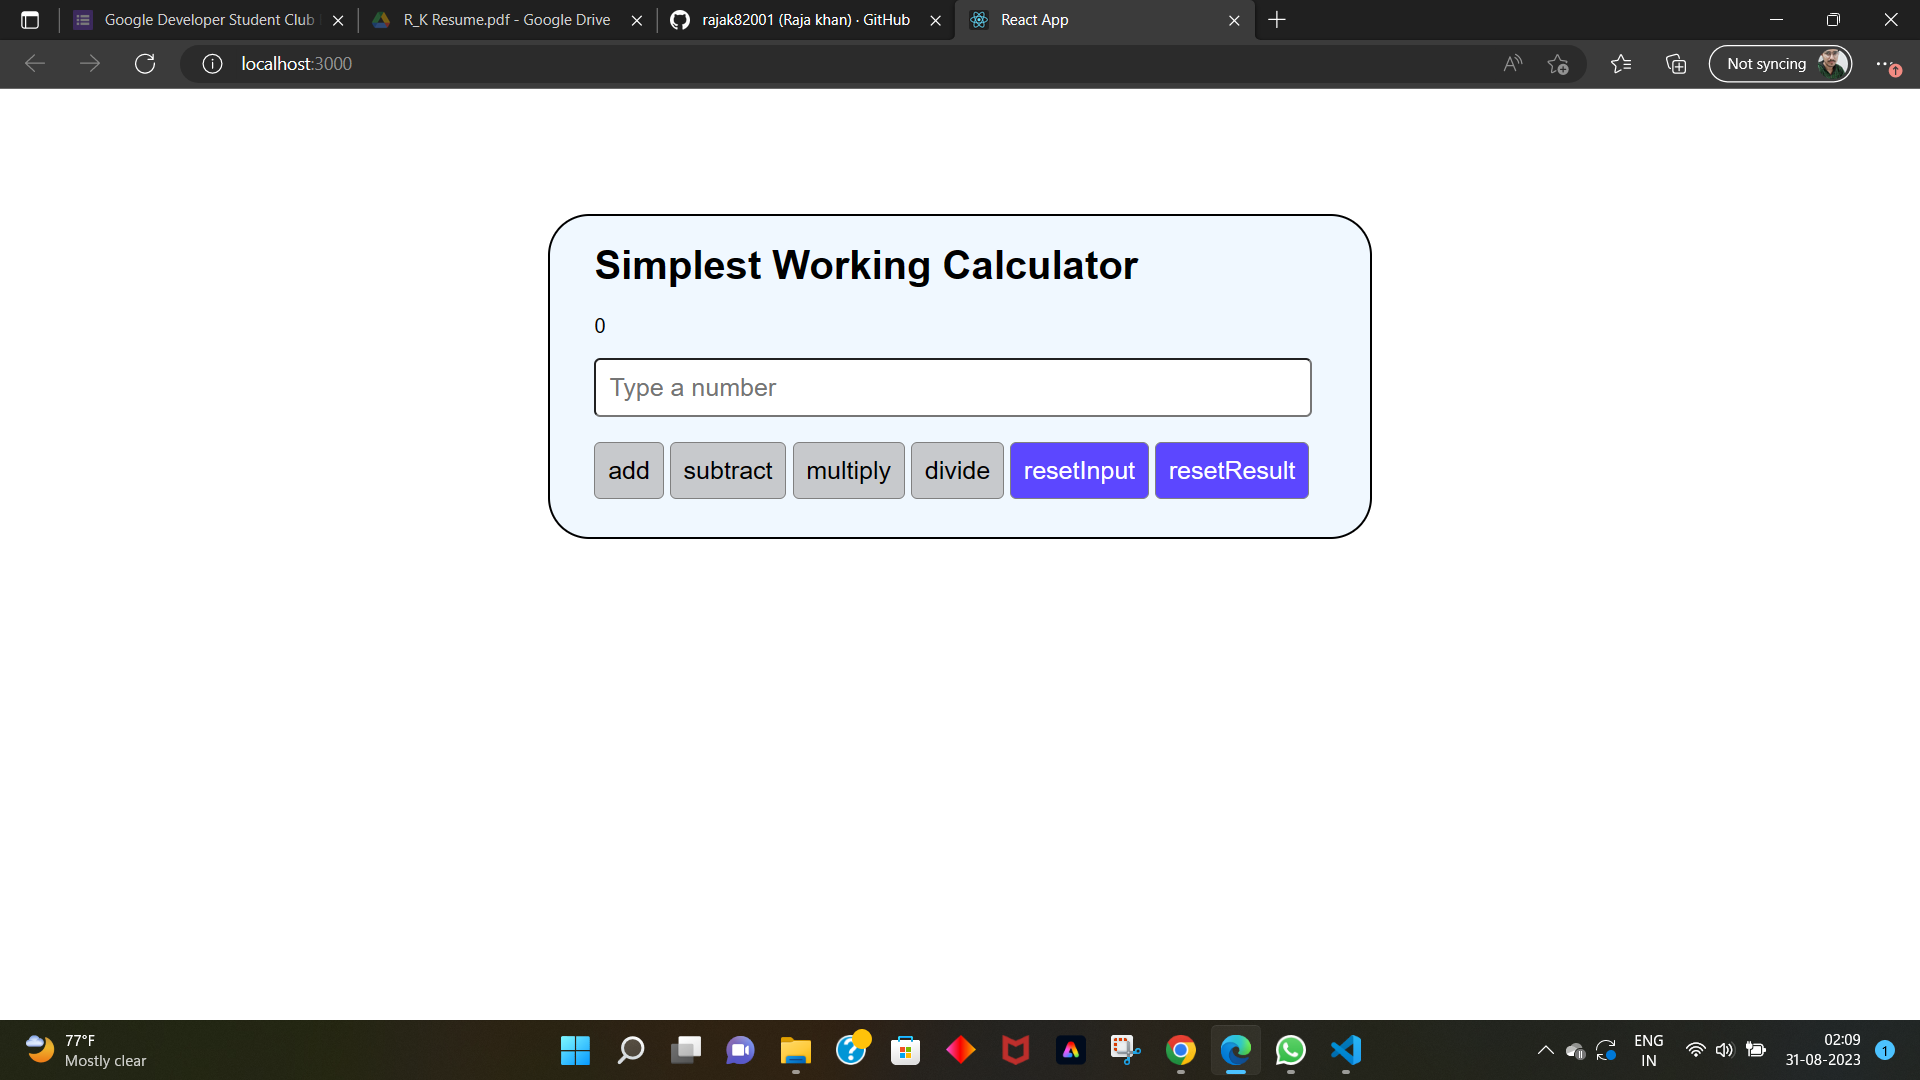 Google Developer Student Club
R_K Resume.pdf - Google Drive
rajak82001 (Raja khan) · GitHub
React App
localhost:3000
Not syncing
Simplest Working Calculator
0
Type a number
add subtract multiply divide resetInput resetResult
77°F
Mostly clear
ENG
IN
02:09
31-08-2023
1